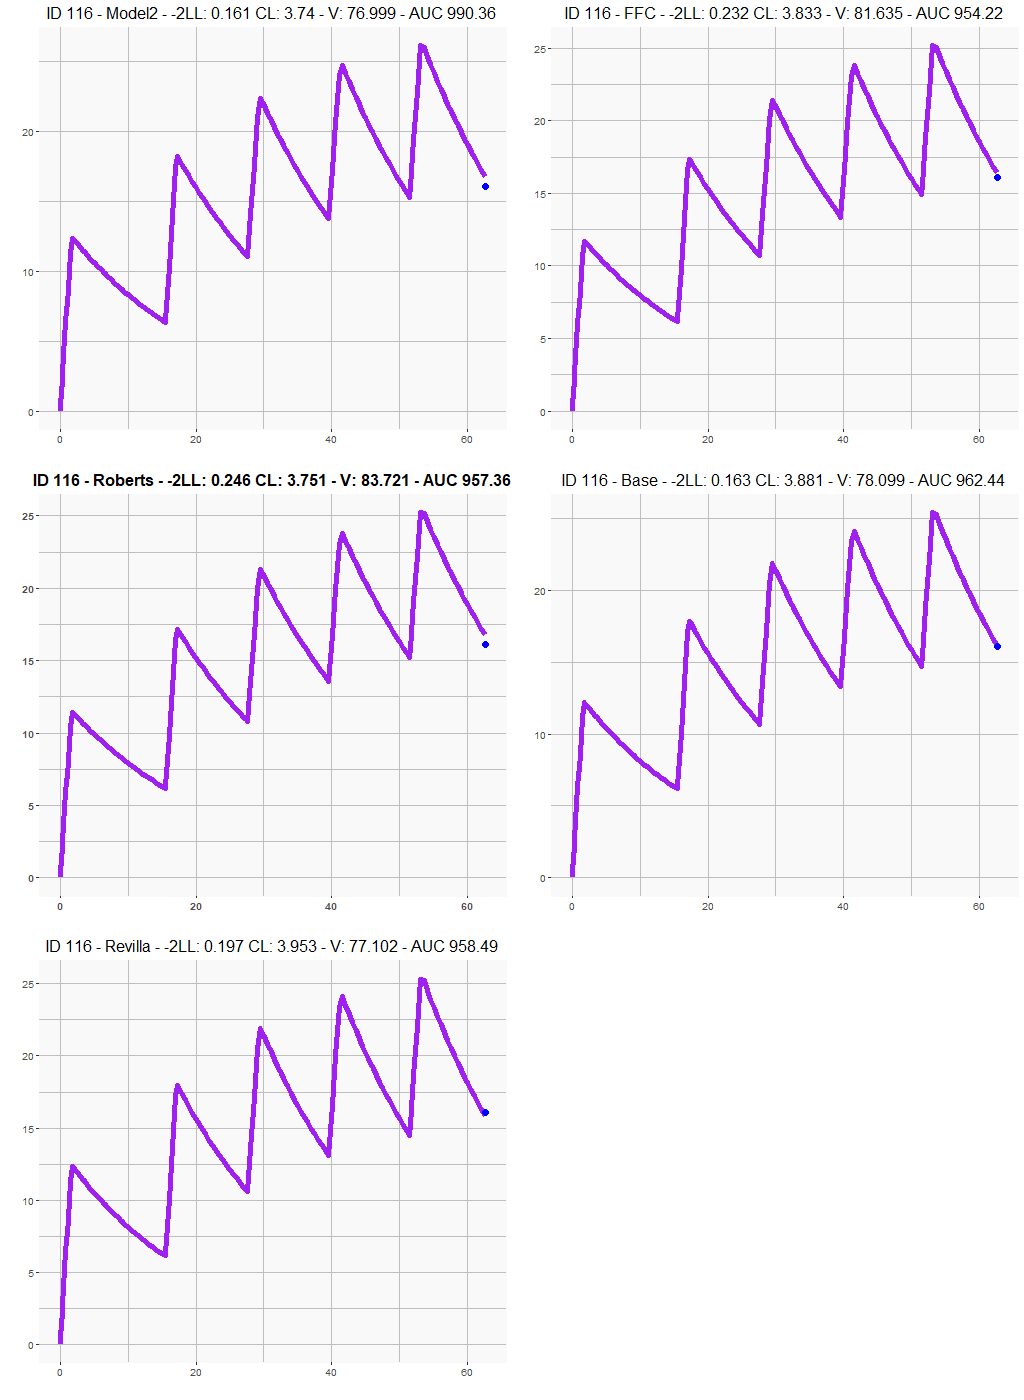 ID 116 - Model2 - -2LL: 0.161 CL: 3.74 - V: 76.999 - AUC 990.36
20
10
0
0 20 40 60
ID 116 - FFC - -2LL: 0.232 CL: 3.833 - V: 81.635 - AUC 954.22
25
20
15
10
5
0
0 20 40 60
ID 116 - Roberts - -2LL: 0.246 CL: 3.751 - V: 83.721 - AUC 957.36
25
20
15
10
5
0
0 20 40 60
ID 116 - Base - -2LL: 0.163 CL: 3.881 - V: 78.099 - AUC 962.44
20
10
0
0 20 40 60
ID 116 - Revilla - -2LL: 0.197 CL: 3.953 - V: 77.102 - AUC 958.49
25
20
15
10
5
0
0 20 40 60